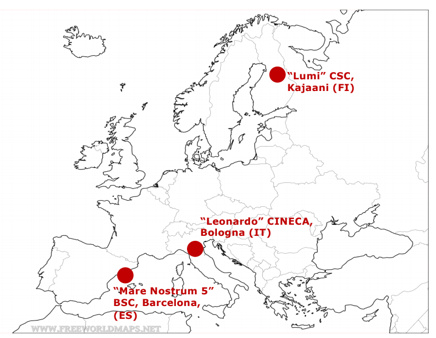 “Lumi” CSC,
Kajaani (FI)
“Leonardo” CINECA,
Bologna (IT)
“Mare Nostrum 5”
BSC, Barcelona,
(ES)
WWW.FREEWORLDMAPS.NET